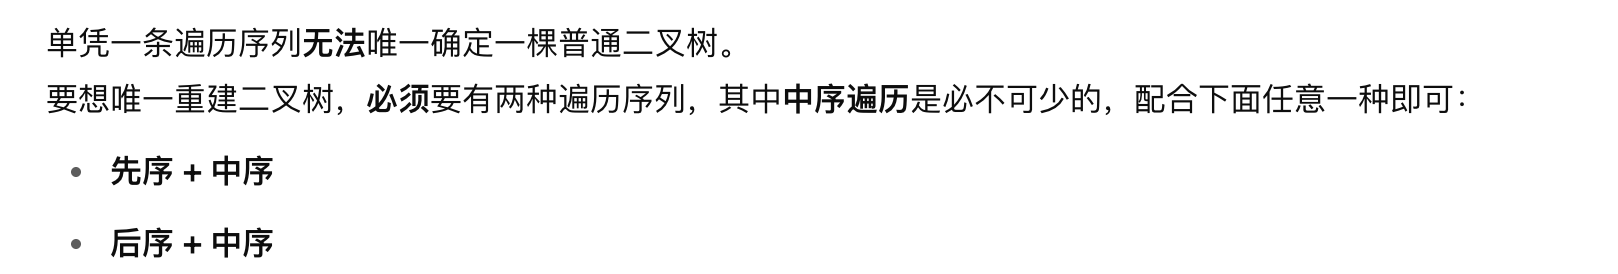 单凭一条遍历序列无法唯一确定一棵普通二叉树。
要想唯一重建二叉树，必须要有两种遍历序列，其中中序遍历是必不可少的，配合下面任意一种即可：
• 先序 + 中序
• 后序 + 中序